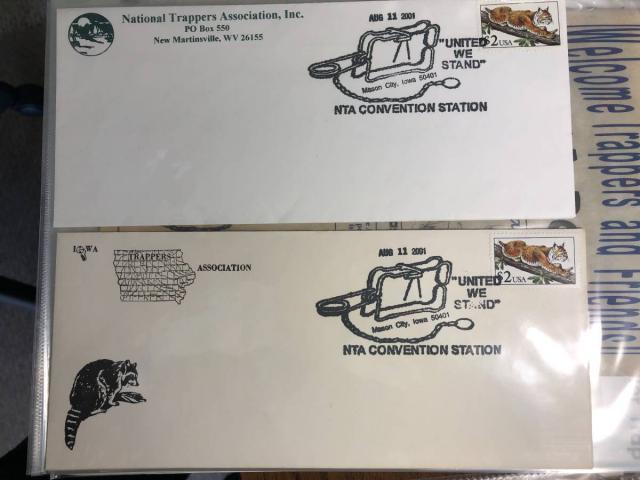 National Trappers Association, Inc.
PO Box 550
New Martinsville, WV 26155
AUG 11 2001
"UNITED
WE
STAND"
Mason City, Iowa 50401
NTA CONVENTION STATION
$2 USA
Welcome Trappers and Friends!!
IOWA
TRAPPERS
ASSOCIATION
AUG 11 2001
"UNITED
WE
STAND"
Mason City, Iowa 50401
NTA CONVENTION STATION
$2 USA